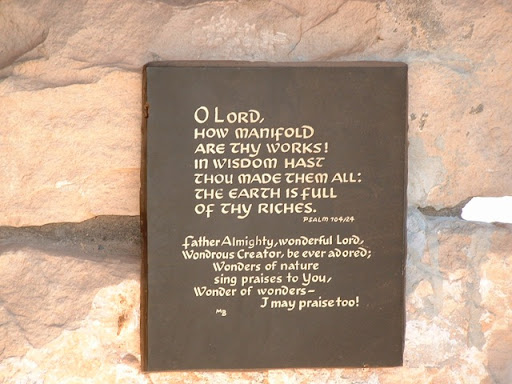 O LORD,
HOW MANIFOLD
ARE THY WORKS!
IN WISDOM HAST
THOU MADE THEM ALL:
THE EARTH IS FULL
OF THY RICHES.
PSALM 104/24
Father Almighty, wonderful Lord,
Wondrous Creator, be ever adored;
Wonders of nature
sing praises to You,
Wonder of wonders—
I may praise too!
MB